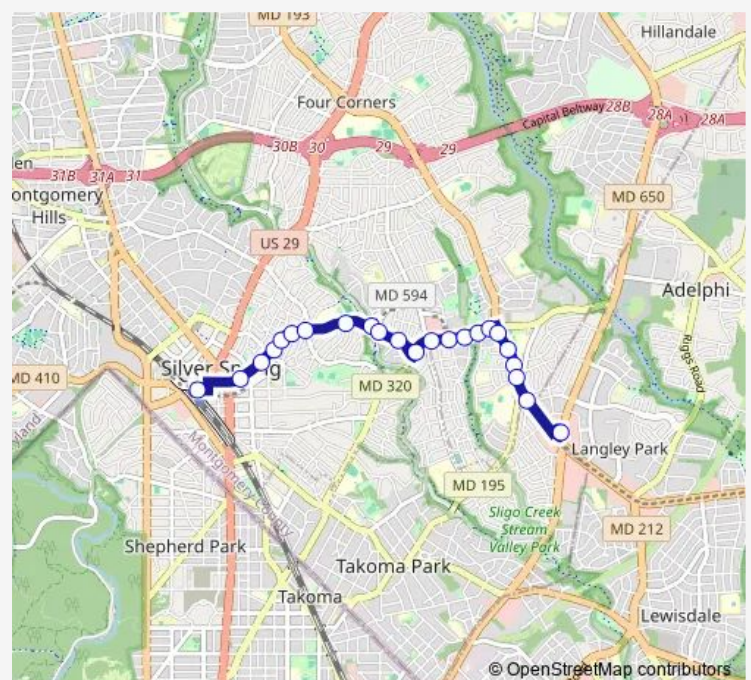 MD 193
Hillandale
Four Corners
Capital Beltway
28B
28A
28A
30B
30
29
29
31B
31A
31
ontgomery
Hills
MD 650
US 29
MD 594
Adelphi
Riggs Road
Silver Spring
MD 410
MD 320
Langley Park
MD 195
Montgomery County
Sligo Creek
Stream
Valley Park
MD 212
Shepherd Park
Takoma Park
Takoma
Lewisdale
© OpenStreetMap contributors